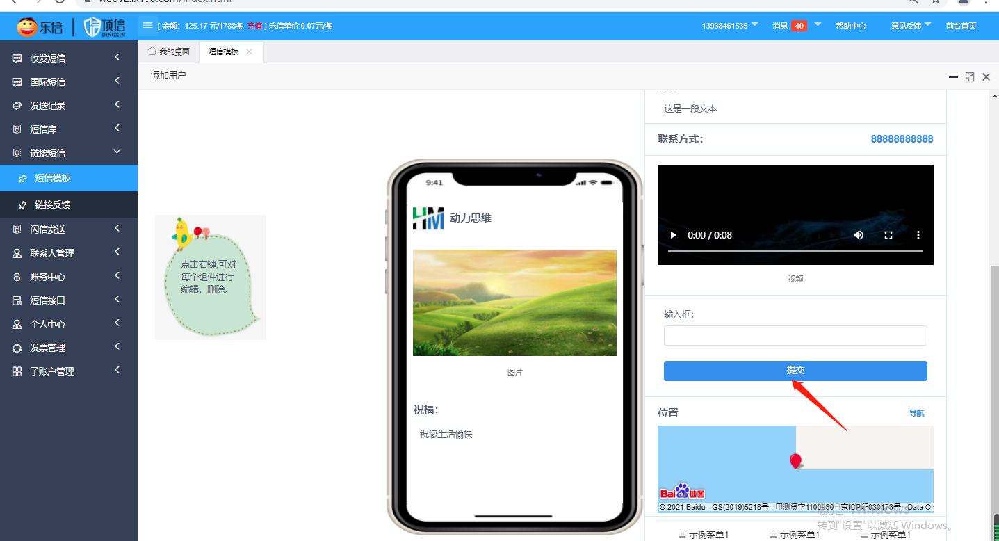 乐信
顶信
DINGXIN
[ 余额： 125.17 元/1788条 充值 ] 乐信单价:0.07元/条
13938461535
消息 40
帮助中心
意见反馈
前台首页
收发短信
国际短信
发送记录
短信库
链接短信
短信模板
链接反馈
闪信发送
联系人管理
账务中心
短信接口
个人中心
发票管理
子账户管理
我的桌面
短信模板
添加用户
点击右键,可对
每个组件进行
编辑，删除。
9:41
HM 动力思维
图片
祝福：
祝您生活愉快
这是一段文本
联系方式：
88888888888
0:00 / 0:08
视频
输入框：
提交
位置
导航
Bai du 地图
© 2021 Baidu - GS(2019)5218号 - 甲测资字1100930 - 京ICP证030173号 - Data ©
激活 Windows
转到"设置"以激活 Windows。
示例菜单1
示例菜单1
示例菜单1